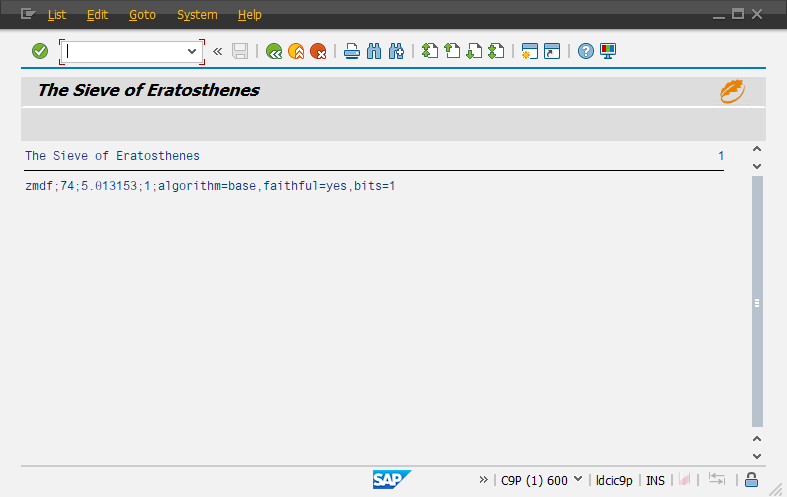 List Edit Goto System Help
The Sieve of Eratosthenes
The Sieve of Eratosthenes 1
zmdf;74;5.013153;1;algorithm=base,faithful=yes,bits=1
SAP C9P (1) 600 ldcic9p INS